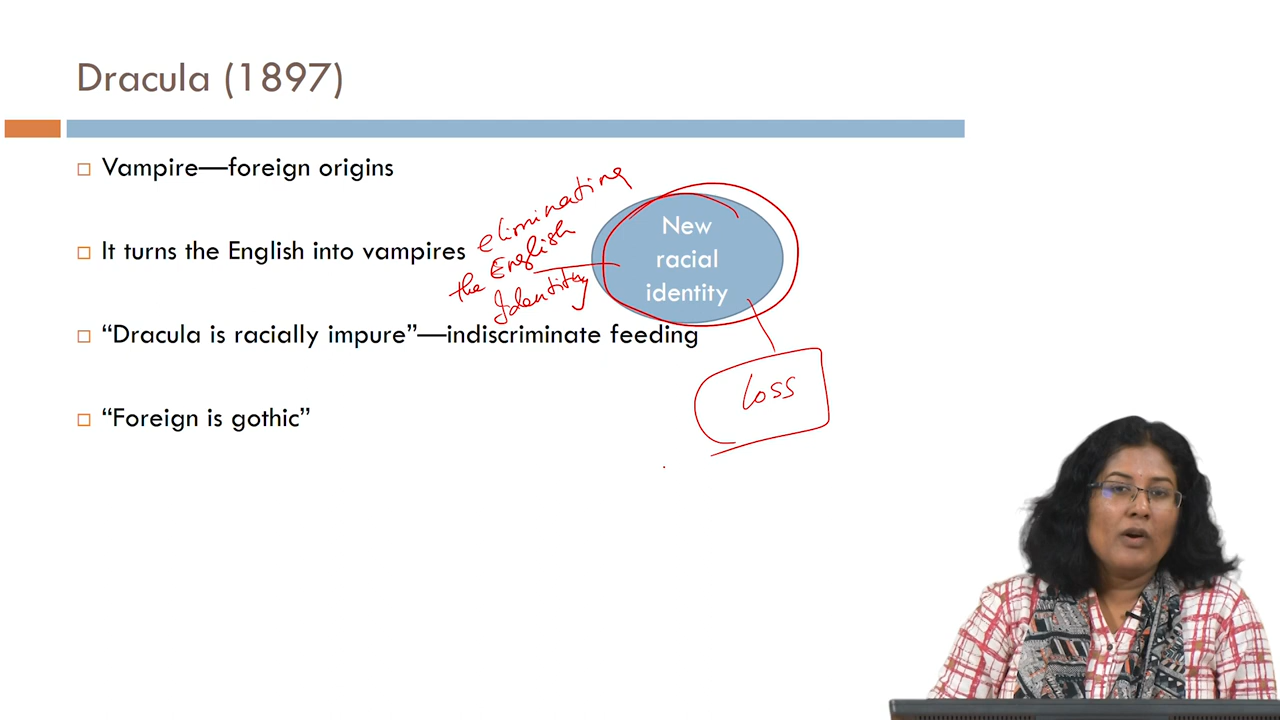 Dracula (1897)
Vampire—foreign origins
It turns the English into vampires
eliminating
the English
Identity
New
racial
identity
“Dracula is racially impure”—indiscriminate feeding
loss
“Foreign is gothic”